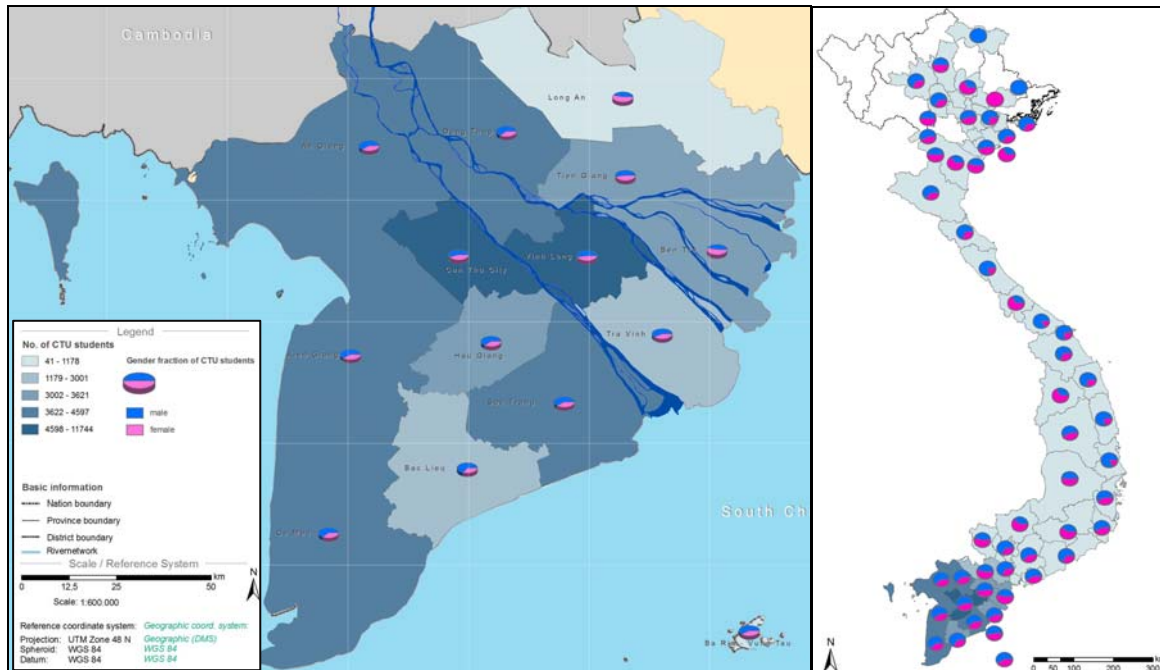 Cambodia
Long An
Dong Thap
An Giang
Tien Giang
Ben Tre
Can Tho City
Vinh Long
Tra Vinh
Hau Giang
Kien Giang
Soc Trang
Bac Lieu
Ca Mau
South Ch
Ba Ria Vung Tau
Legend
No. of CTU students
41 - 1178
1179 - 3001
3002 - 3621
3622 - 4597
4598 - 11744
Gender fraction of CTU students
male
female
Basic information
Nation boundary
Province boundary
District boundary
Rivernetwork
Scale / Reference System
km
0 12,5 25 50
Scale: 1:600.000
N
Reference coordinate system: Geographic coord. system:
Projection: UTM Zone 48 N Geographic (DMS)
Spheroid: WGS 84 WGS 84
Datum: WGS 84 WGS 84
N
km
0 100 200 300